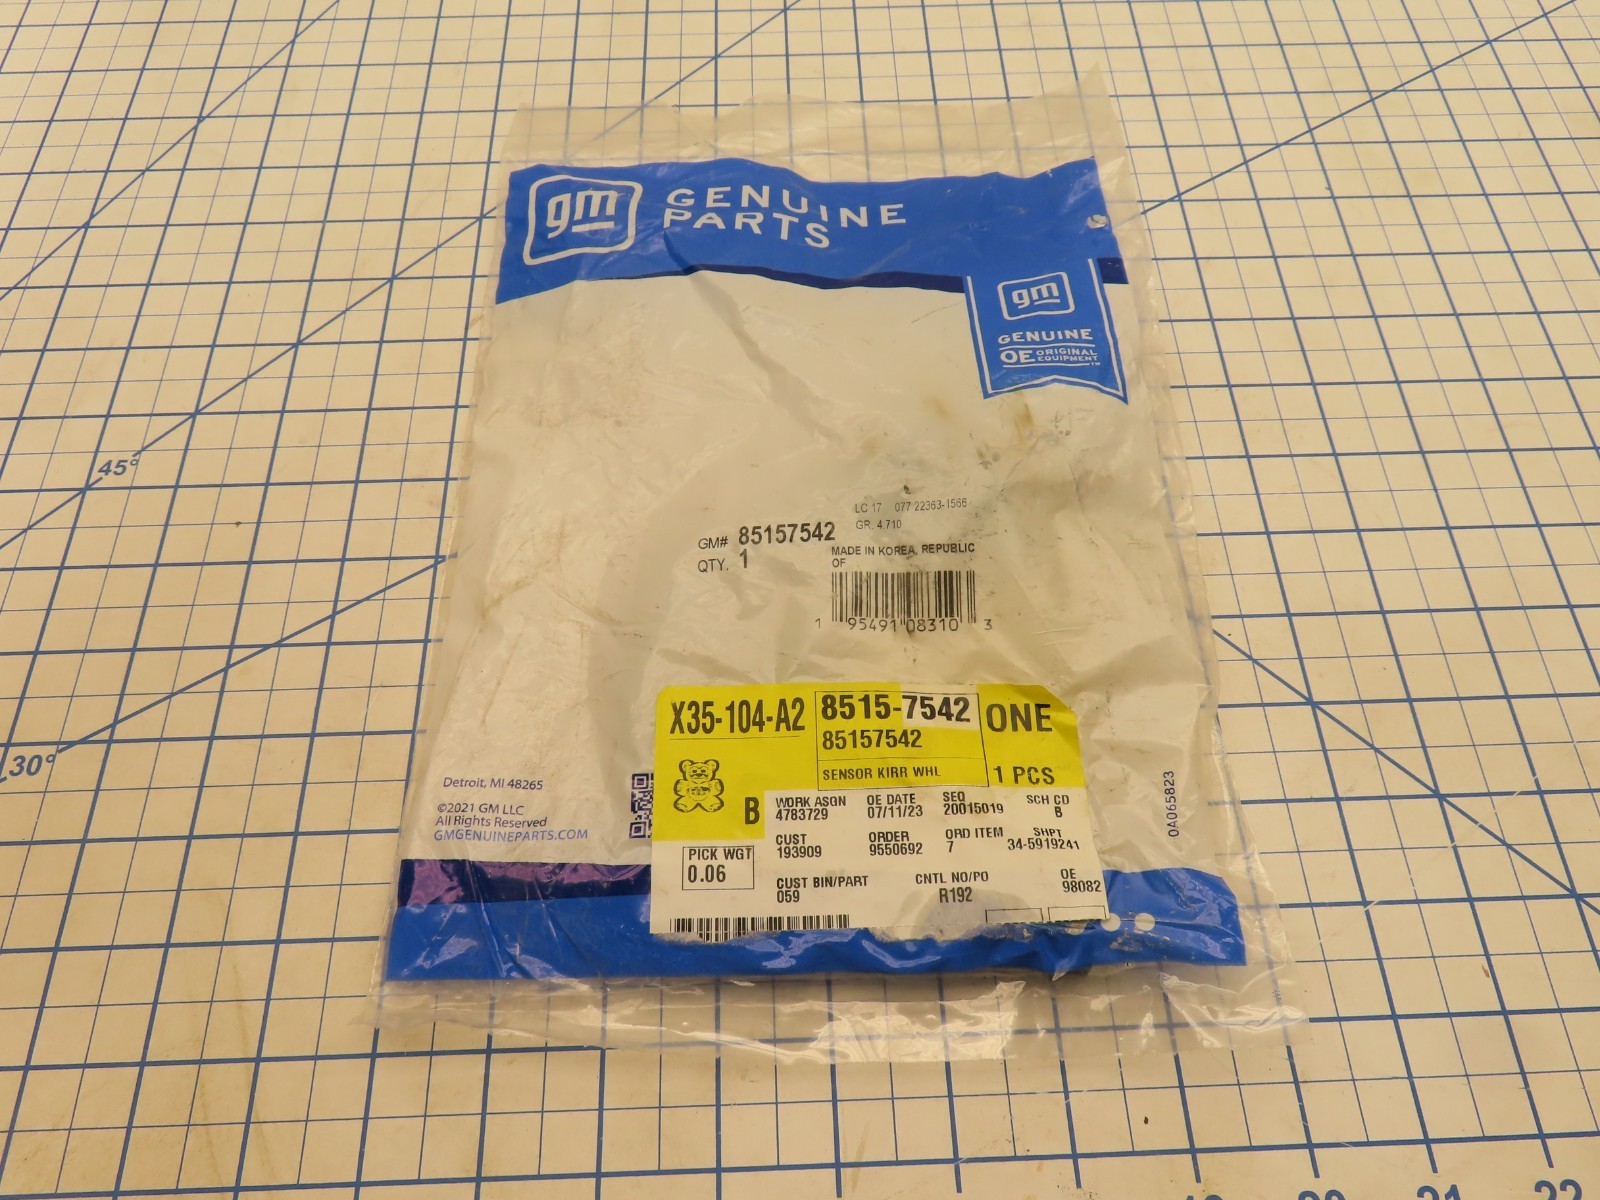 gm GENUINE
PARTS
gm
GENUINE
OE ORIGINAL
EQUIPMENT™
LC 17 077 22363-1566
GR. 4.710
GM# 85157542
QTY. 1
MADE IN KOREA, REPUBLIC
OF
1 95491 08310 3
X35-104-A2
8515-7542
85157542
SENSOR KIRR WHL
ONE
1 PCS
B
WORK ASGN
4783729
OE DATE
07/11/23
SEQ
20015019
SCH CD
B
CUST
193909
ORDER
9550692
ORD ITEM
7
SHPT
34-5919241
PICK WGT
0.06
CUST BIN/PART
059
CNTL NO/PO
R192
OE
98082
Detroit, MI 48265
©2021 GM LLC
All Rights Reserved
GMGENUINEPARTS.COM
0A065823
45°
30°
20
21
22